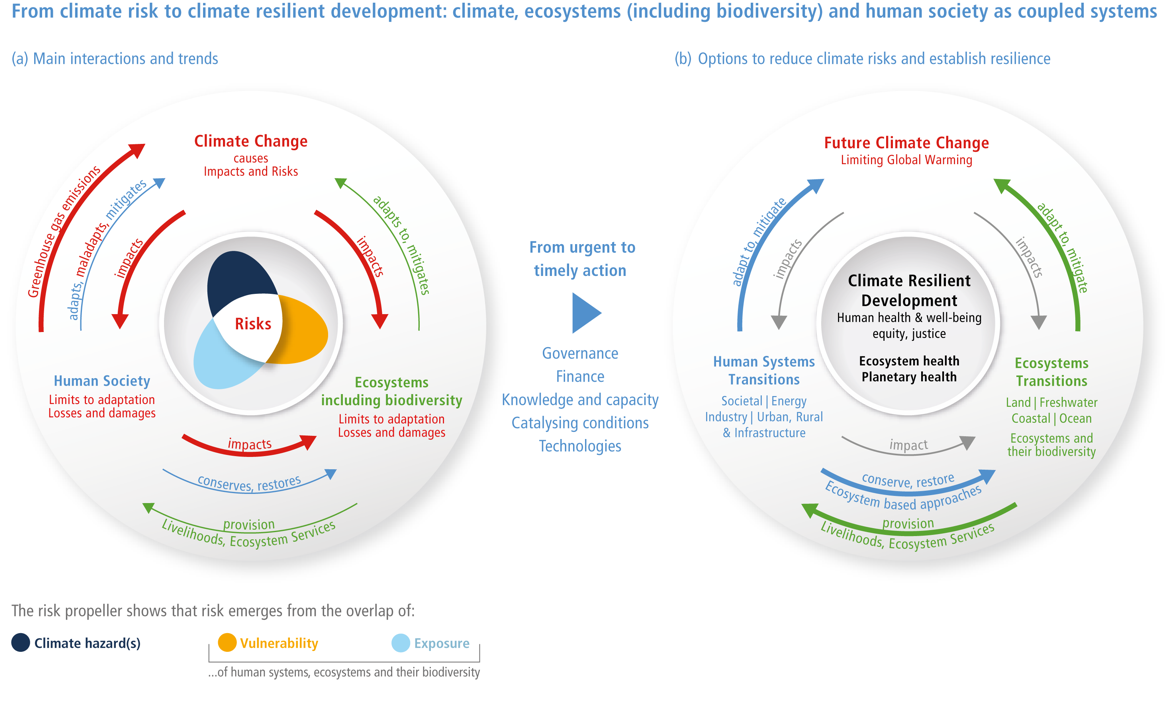 From climate risk to climate resilient development: climate, ecosystems (including biodiversity) and human society as coupled systems
(a) Main interactions and trends
Climate Change
causes
Impacts and Risks
Greenhouse gas emissions
adapts, maladapts, mitigates
impacts
impacts
adapts to, mitigates
Risks
Human Society
Limits to adaptation
Losses and damages
Ecosystems
including biodiversity
Limits to adaptation
Losses and damages
impacts
conserves, restores
provision
Livelihoods, Ecosystem Services
From urgent to
timely action
Governance
Finance
Knowledge and capacity
Catalysing conditions
Technologies
(b) Options to reduce climate risks and establish resilience
Future Climate Change
Limiting Global Warming
adapt to, mitigate
impacts
impacts
adapt to, mitigate
Climate Resilient
Development
Human health & well-being
equity, justice
Ecosystem health
Planetary health
Human Systems
Transitions
Societal | Energy
Industry | Urban, Rural
& Infrastructure
Ecosystems
Transitions
Land | Freshwater
Coastal | Ocean
Ecosystems and
their biodiversity
impact
conserve, restore
Ecosystem based approaches
provision
Livelihoods, Ecosystem Services
The risk propeller shows that risk emerges from the overlap of:
Climate hazard(s) Vulnerability Exposure
...of human systems, ecosystems and their biodiversity